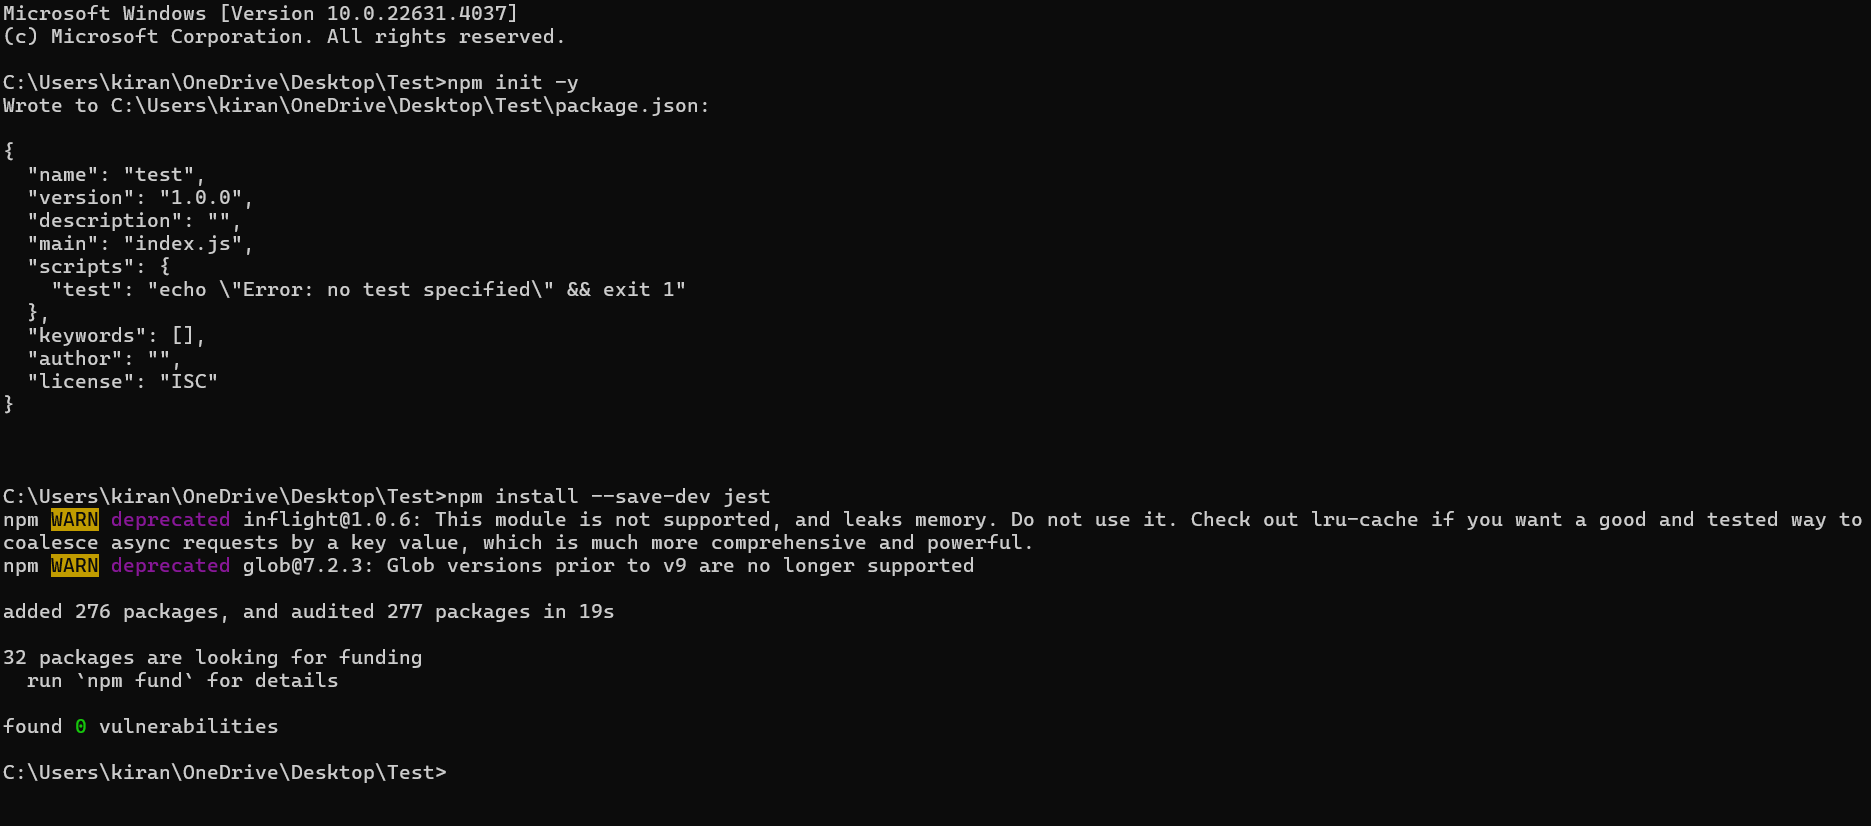 Microsoft Windows [Version 10.0.22631.4037]
(c) Microsoft Corporation. All rights reserved.

C:\Users\kiran\OneDrive\Desktop\Test>npm init -y
Wrote to C:\Users\kiran\OneDrive\Desktop\Test\package.json:

{
  "name": "test",
  "version": "1.0.0",
  "description": "",
  "main": "index.js",
  "scripts": {
    "test": "echo \"Error: no test specified\" && exit 1"
  },
  "keywords": [],
  "author": "",
  "license": "ISC"
}

C:\Users\kiran\OneDrive\Desktop\Test>npm install --save-dev jest
npm WARN deprecated inflight@1.0.6: This module is not supported, and leaks memory. Do not use it. Check out lru-cache if you want a good and tested way to
coalesce async requests by a key value, which is much more comprehensive and powerful.
npm WARN deprecated glob@7.2.3: Glob versions prior to v9 are no longer supported

added 276 packages, and audited 277 packages in 19s

32 packages are looking for funding
  run `npm fund` for details

found 0 vulnerabilities

C:\Users\kiran\OneDrive\Desktop\Test>